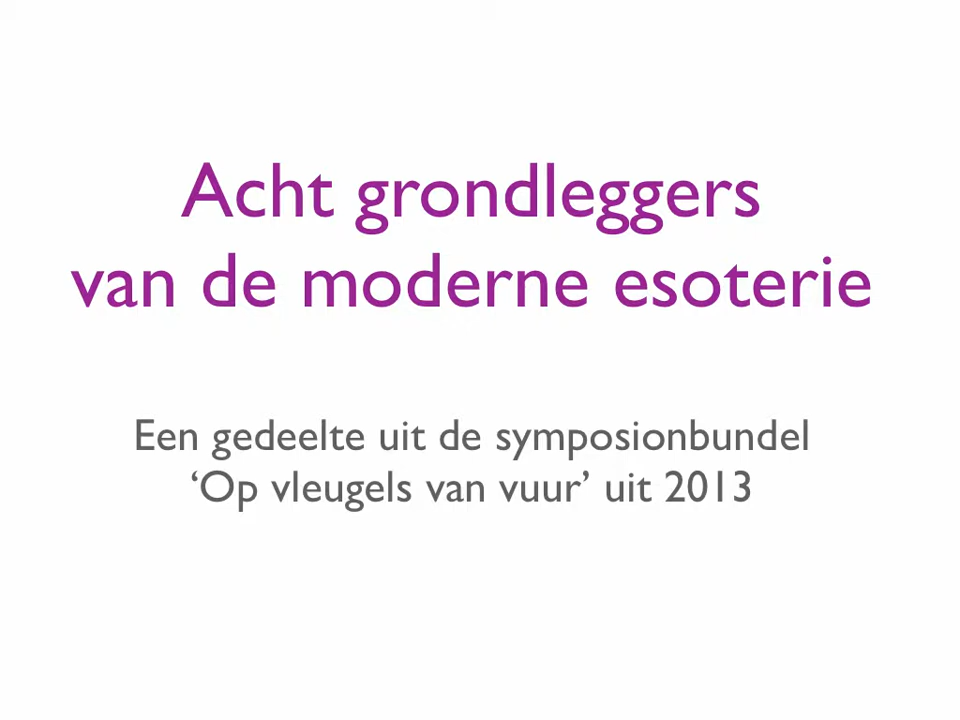 Acht grondleggers
van de moderne esoterie
Een gedeelte uit de symposionbundel
‘Op vleugels van vuur’ uit 2013